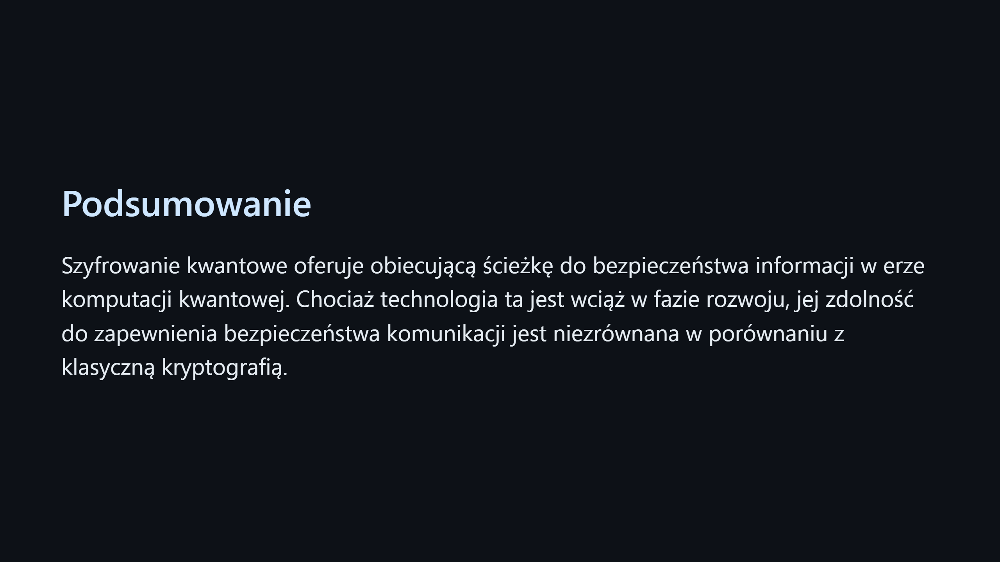 Podsumowanie
Szyfrowanie kwantowe oferuje obiecującą ścieżkę do bezpieczeństwa informacji w erze
komputacji kwantowej. Chociaż technologia ta jest wciąż w fazie rozwoju, jej zdolność
do zapewnienia bezpieczeństwa komunikacji jest niezrównana w porównaniu z
klasyczną kryptografią.